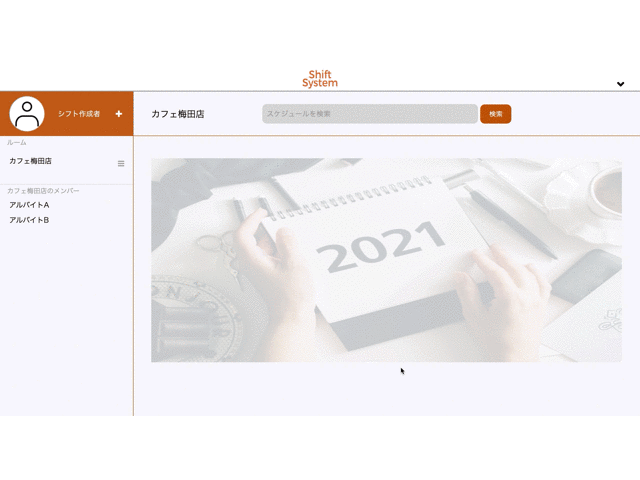 Shift
System
シフト作成者
+
カフェ梅田店
スケジュールを検索
検索
ルーム
カフェ梅田店
カフェ梅田店のメンバー
アルバイトA
アルバイトB
2021